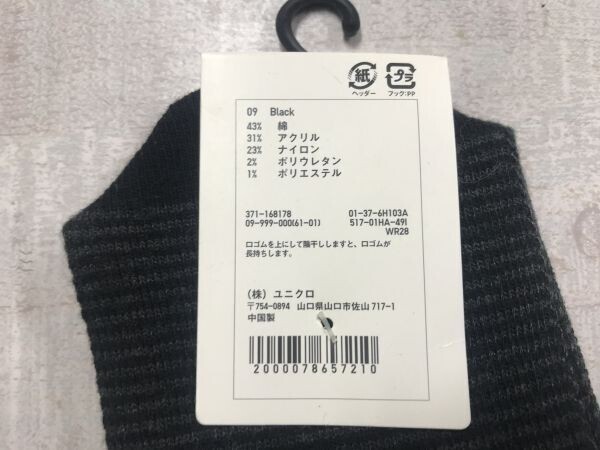 紙 プラ
ヘッダー フック:PP
09 Black
43% 綿
31% アクリル
23% ナイロン
2% ポリウレタン
1% ポリエステル
371-168178 01-37-6H103A
09-999-000(61-01) 517-01HA-49I
WR28
口ゴムを上にして陰干ししますと、口ゴムが
長持ちします。
(株) ユニクロ
〒754-0894 山口県山口市佐山 717-1
中国製
2000078657210